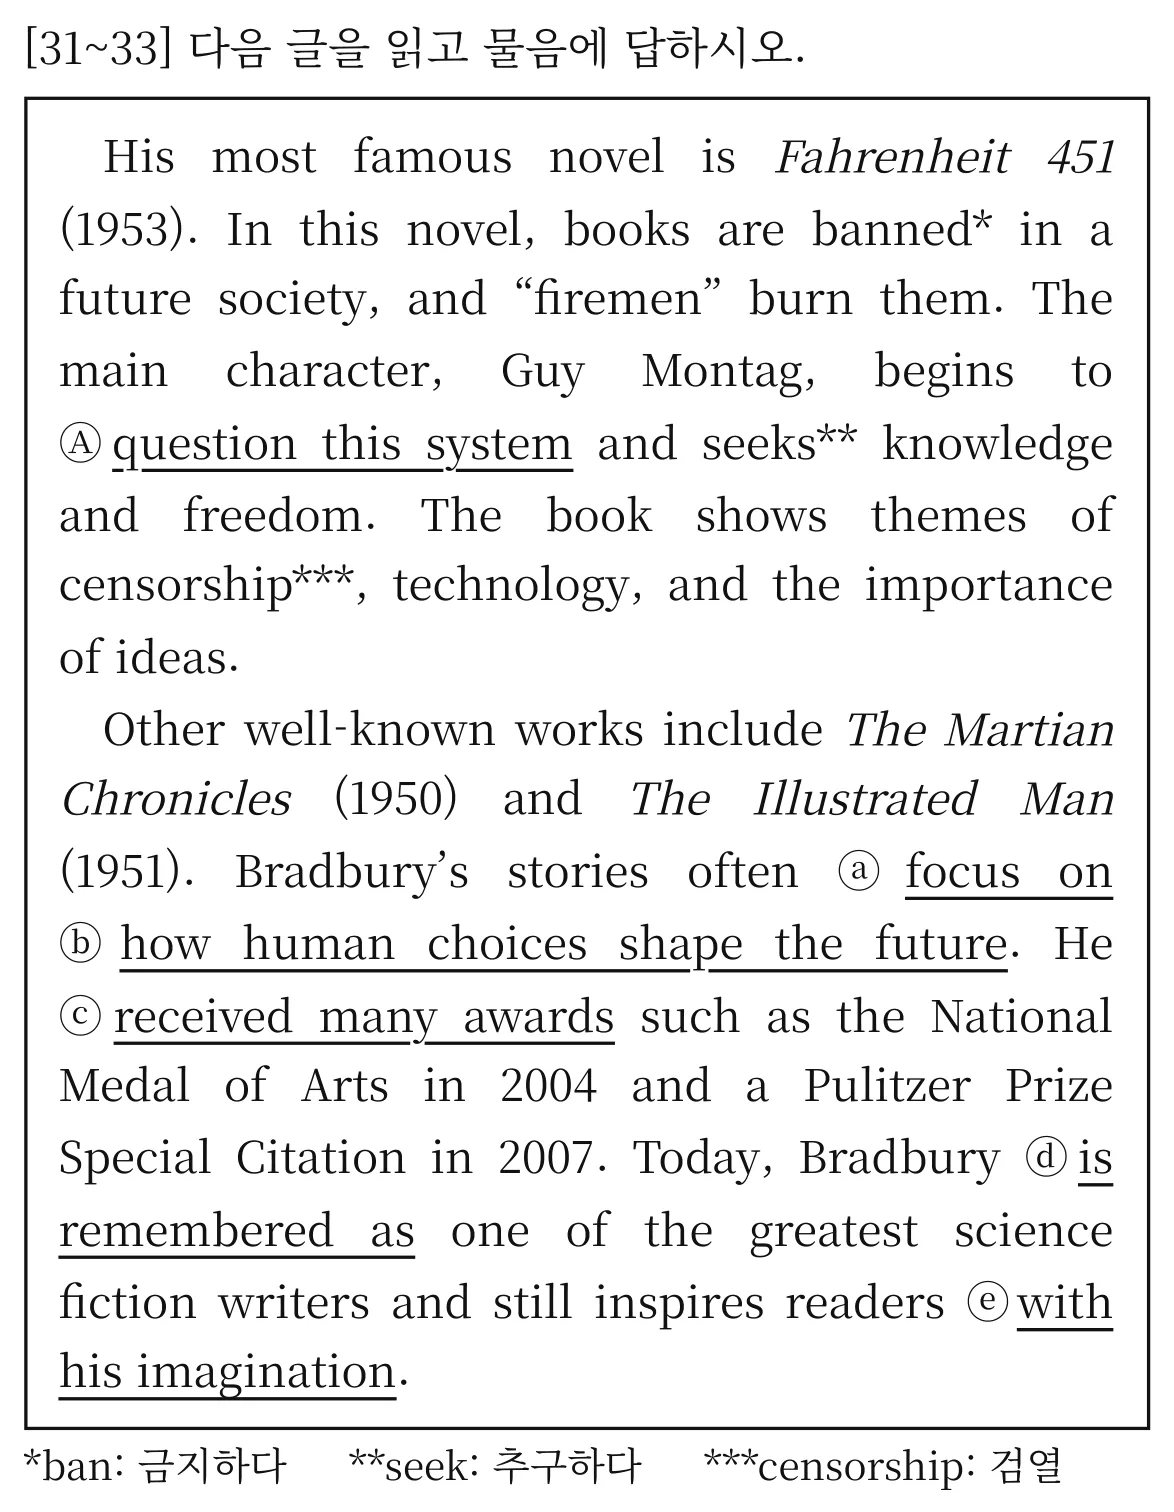 [31~33] 다음 글을 읽고 물음에 답하시오.
His most famous novel is Fahrenheit 451
(1953). In this novel, books are banned* in a
future society, and “firemen” burn them. The
main character, Guy Montag, begins to
Ⓐ question this system and seeks** knowledge
and freedom. The book shows themes of
censorship***, technology, and the importance
of ideas.
Other well-known works include The Martian
Chronicles (1950) and The Illustrated Man
(1951). Bradbury’s stories often ⓐ focus on
ⓑ how human choices shape the future. He
ⓒ received many awards such as the National
Medal of Arts in 2004 and a Pulitzer Prize
Special Citation in 2007. Today, Bradbury ⓓ is
remembered as one of the greatest science
fiction writers and still inspires readers ⓔ with
his imagination.
*ban: 금지하다 **seek: 추구하다 ***censorship: 검열